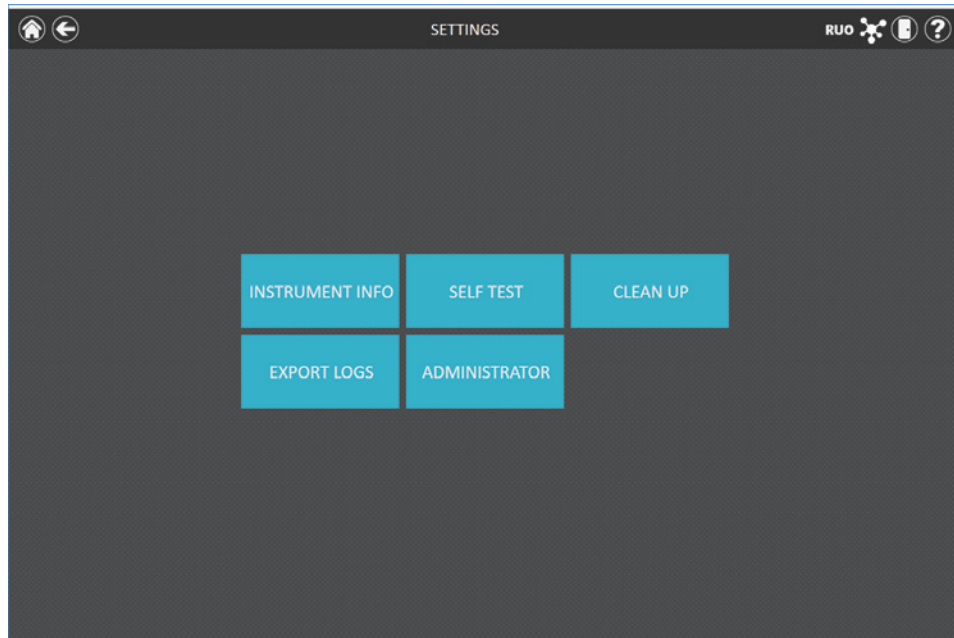 SETTINGS
RUO
?
INSTRUMENT INFO
SELF TEST
CLEAN UP
EXPORT LOGS
ADMINISTRATOR